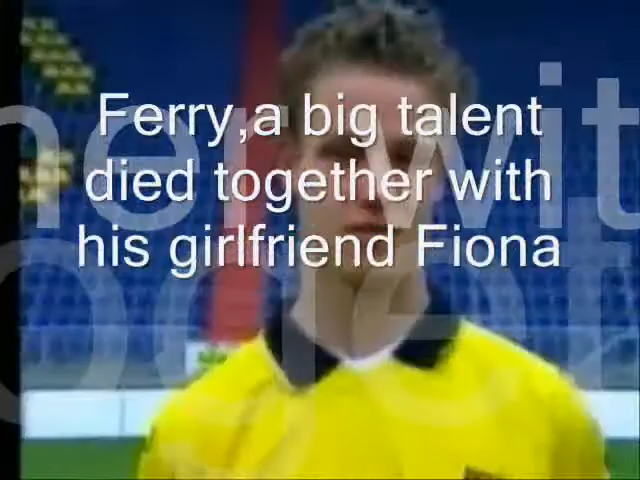 Ferry,a big talent
died together with
his girlfriend Fiona